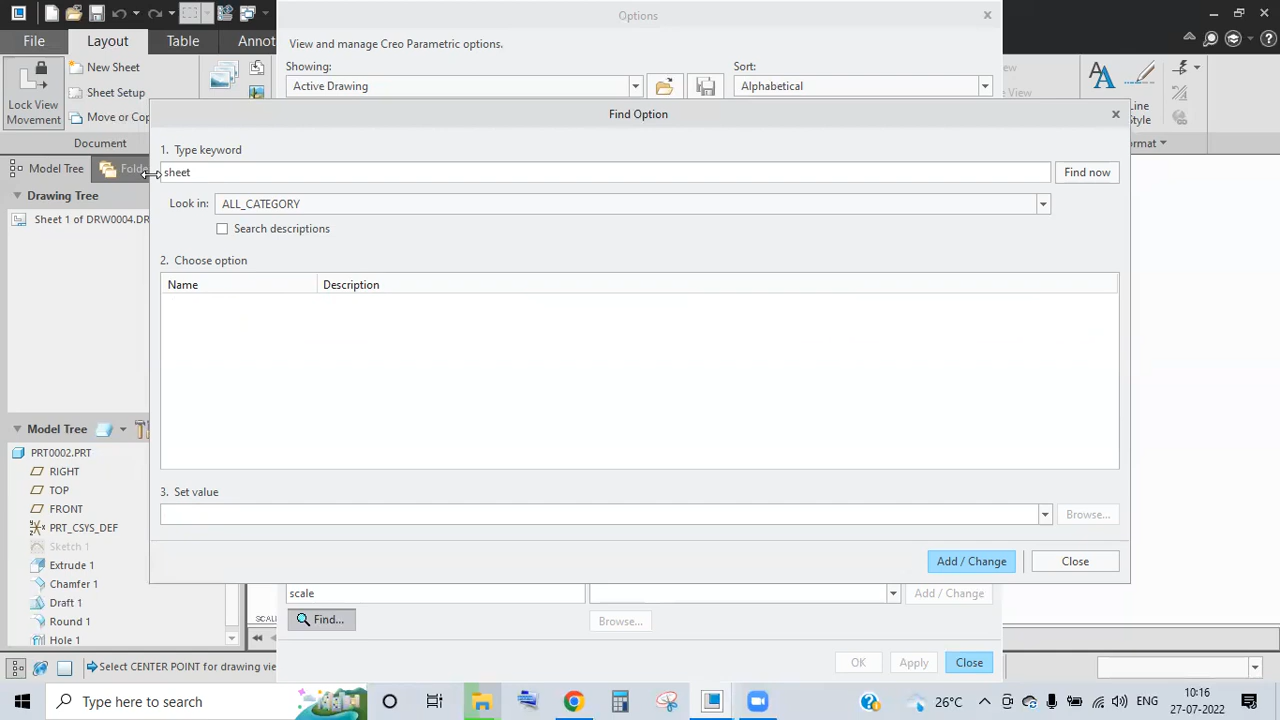 Options
File
Layout
Table
View and manage Creo Parametric options.
New Sheet
Showing:
Sort:
Lock View
Movement
Sheet Setup
Active Drawing
Alphabetical
Line
Style
Find Option
Document
1. Type keyword
Model Tree
sheet
Find now
Drawing Tree
Look in:
ALL_CATEGORY
Sheet 1 of DRW0004.DR
Search descriptions
2. Choose option
Name
Description
Model Tree
PRT0002.PRT
RIGHT
TOP
3. Set value
FRONT
Browse...
PRT_CSYS_DEF
Sketch 1
Extrude 1
Add / Change
Close
Chamfer 1
scale
Add / Change
Draft 1
Round 1
Find...
Browse...
Hole 1
Select CENTER POINT for drawing vie
OK
Apply
Close
Type here to search
26°C
ENG
10:16
27-07-2022